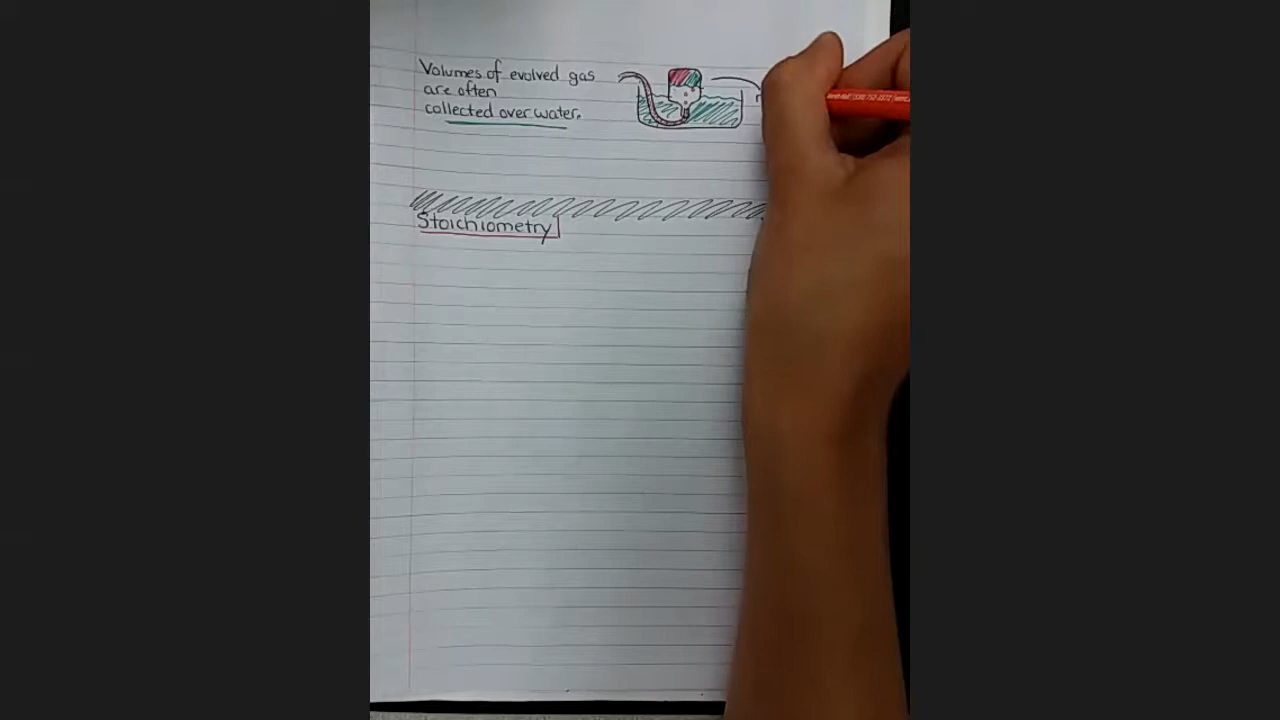 Volumes of evolved gas
are often
collected over water.
Stoichiometry